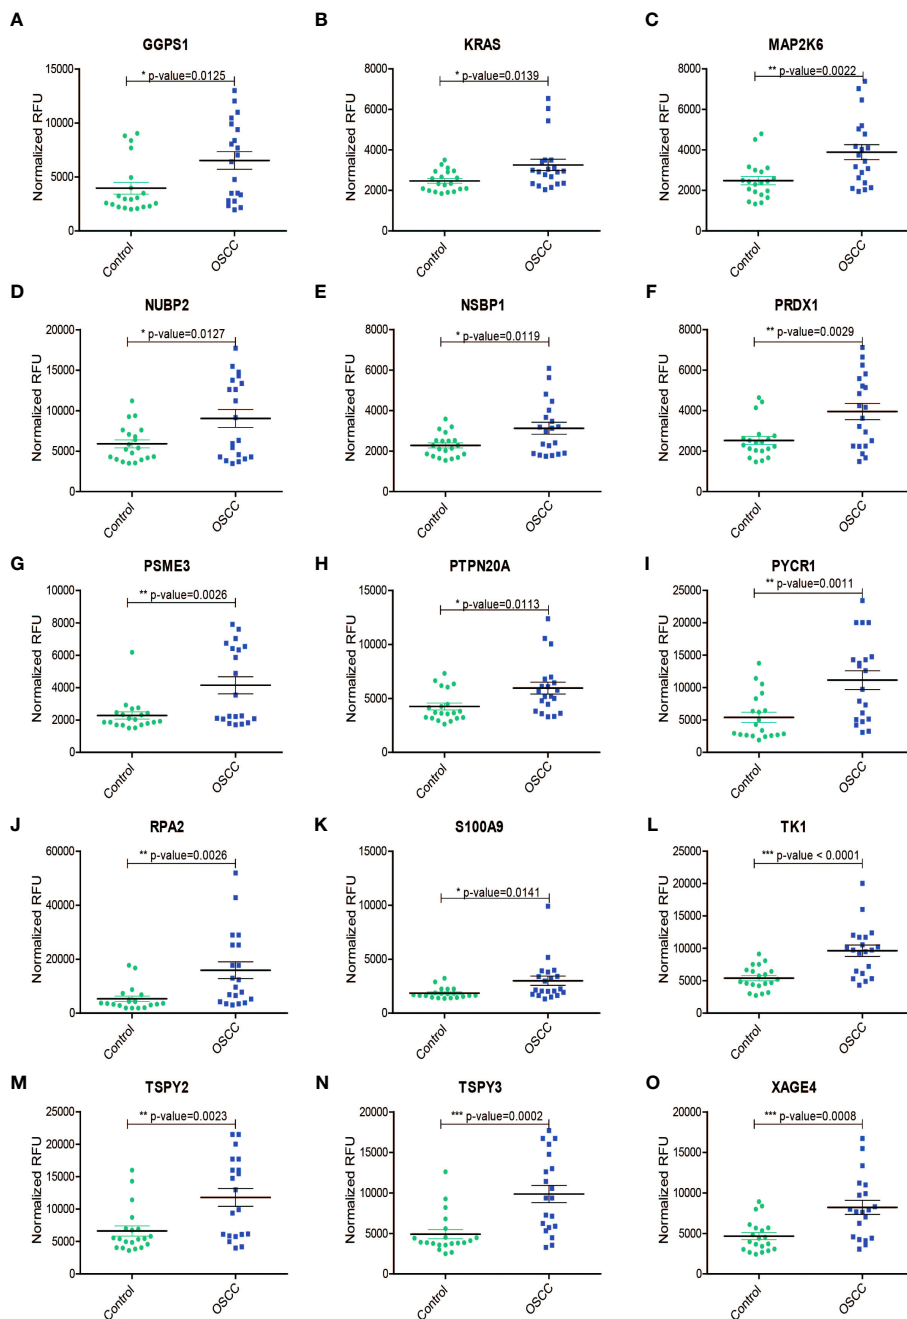 A
GGPS1
* p-value=0.0125
Normalized RFU
15000
10000
5000
0
Control
OSCC
B
KRAS
* p-value=0.0139
Normalized RFU
8000
6000
4000
2000
0
Control
OSCC
C
MAP2K6
** p-value=0.0022
Normalized RFU
8000
6000
4000
2000
0
Control
OSCC
D
NUBP2
* p-value=0.0127
Normalized RFU
20000
15000
10000
5000
0
Control
OSCC
E
NSBP1
* p-value=0.0119
Normalized RFU
8000
6000
4000
2000
0
Control
OSCC
F
PRDX1
** p-value=0.0029
Normalized RFU
8000
6000
4000
2000
0
Control
OSCC
G
PSME3
** p-value=0.0026
Normalized RFU
10000
8000
6000
4000
2000
0
Control
OSCC
H
PTPN20A
* p-value=0.0113
Normalized RFU
15000
10000
5000
0
Control
OSCC
I
PYCR1
** p-value=0.0011
Normalized RFU
25000
20000
15000
10000
5000
0
Control
OSCC
J
RPA2
** p-value=0.0026
Normalized RFU
60000
40000
20000
0
Control
OSCC
K
S100A9
* p-value=0.0141
Normalized RFU
15000
10000
5000
0
Control
OSCC
L
TK1
*** p-value < 0.0001
Normalized RFU
25000
20000
15000
10000
5000
0
Control
OSCC
M
TSPY2
** p-value=0.0023
Normalized RFU
25000
20000
15000
10000
5000
0
Control
OSCC
N
TSPY3
*** p-value=0.0002
Normalized RFU
20000
15000
10000
5000
0
Control
OSCC
O
XAGE4
*** p-value=0.0008
Normalized RFU
20000
15000
10000
5000
0
Control
OSCC